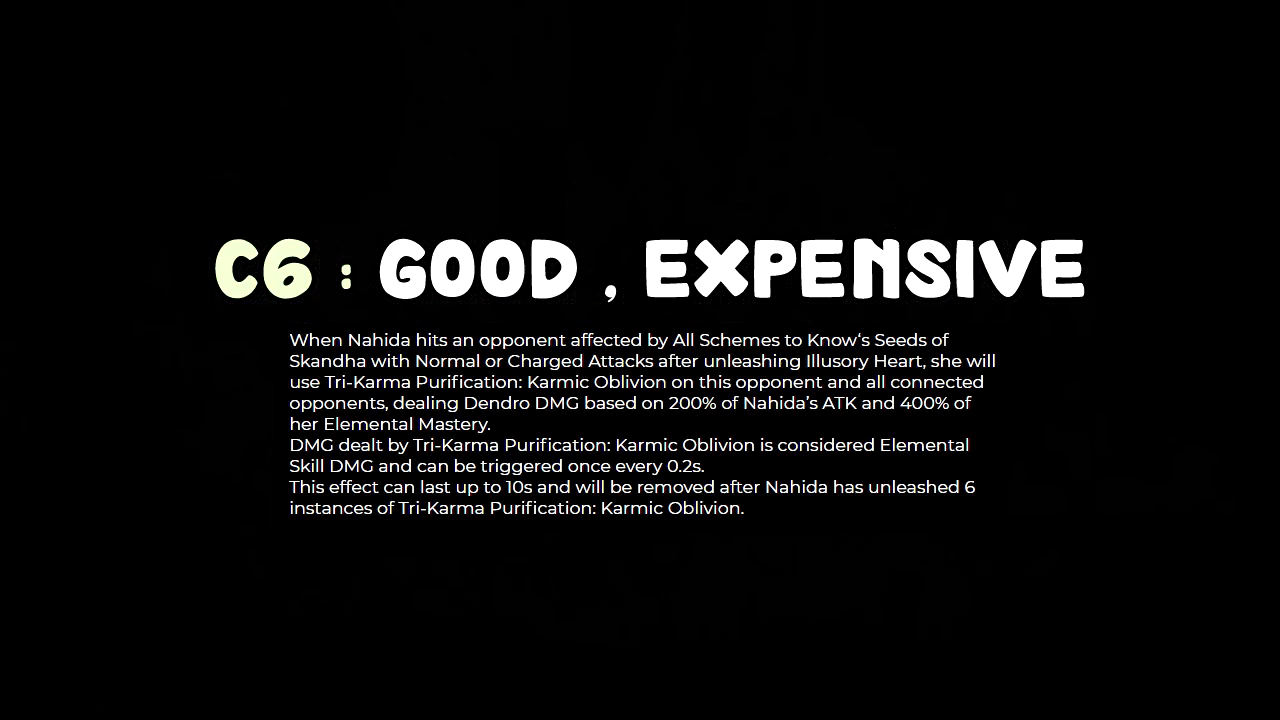 C6 : GOOD , EXPENSIVE
When Nahida hits an opponent affected by All Schemes to Know‘s Seeds of
Skandha with Normal or Charged Attacks after unleashing Illusory Heart, she will
use Tri-Karma Purification: Karmic Oblivion on this opponent and all connected
opponents, dealing Dendro DMG based on 200% of Nahida’s ATK and 400% of
her Elemental Mastery.
DMG dealt by Tri-Karma Purification: Karmic Oblivion is considered Elemental
Skill DMG and can be triggered once every 0.2s.
This effect can last up to 10s and will be removed after Nahida has unleashed 6
instances of Tri-Karma Purification: Karmic Oblivion.